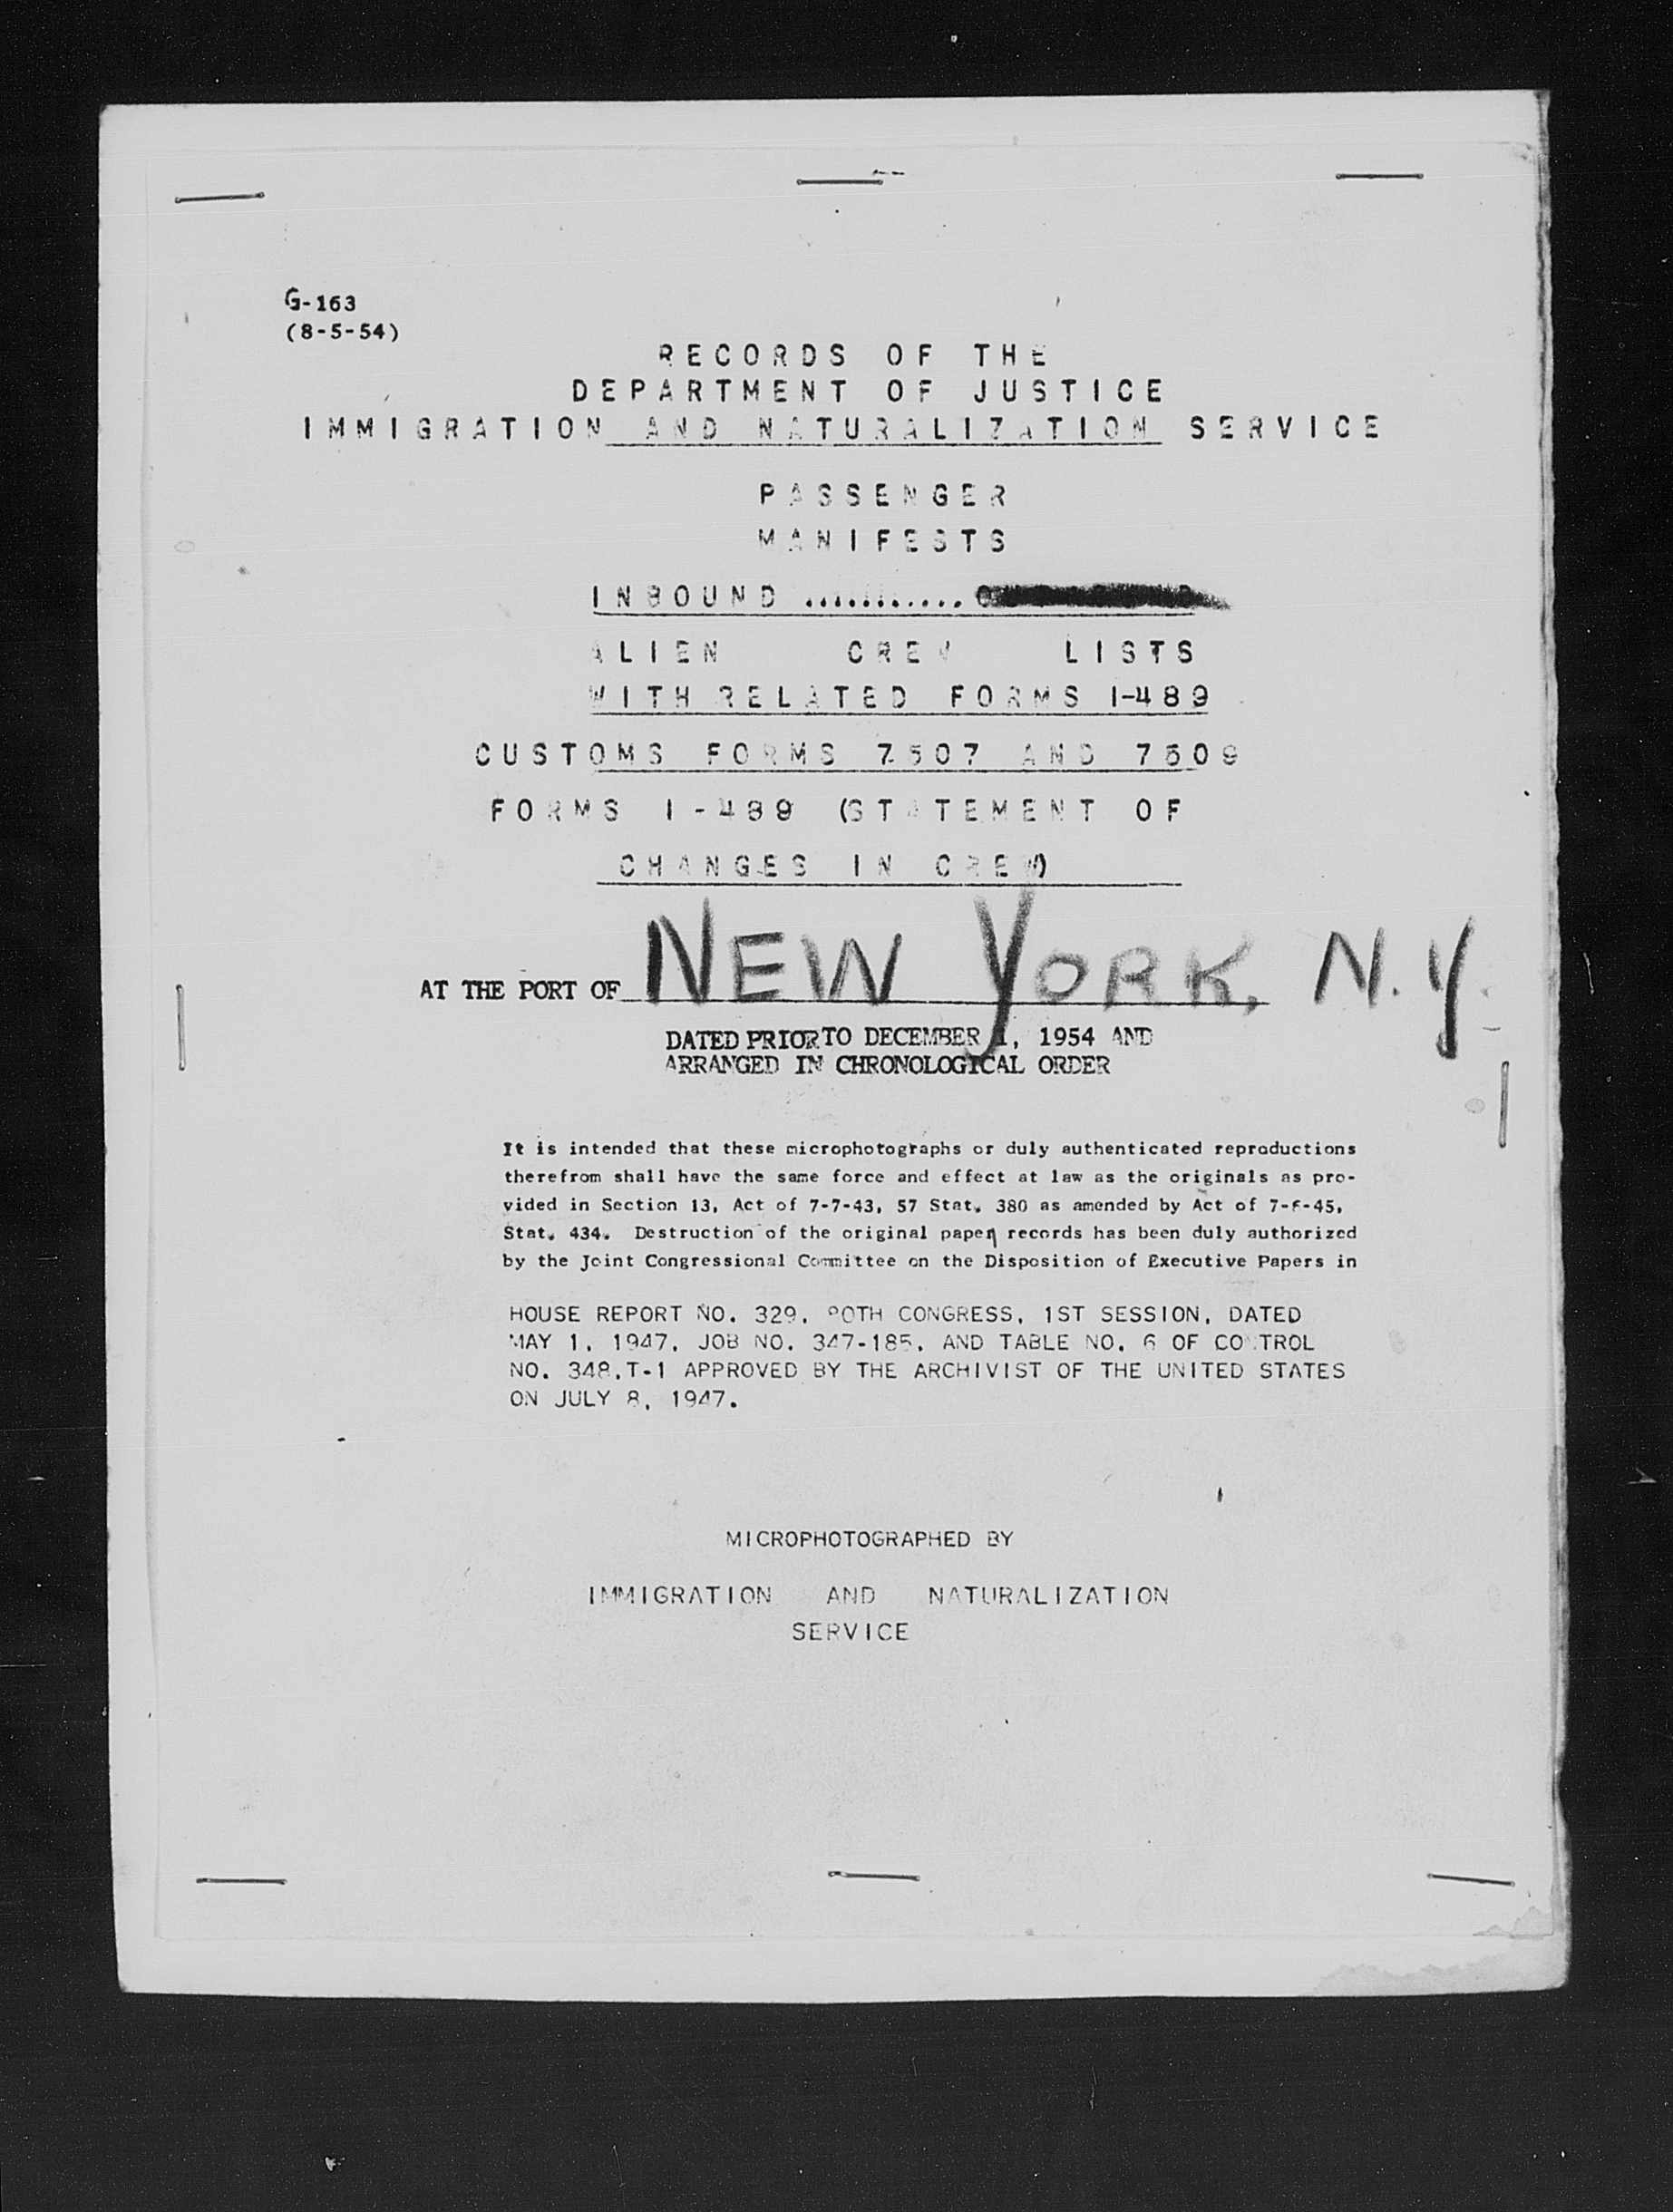 G-163
(8-5-54)
RECORDS OF THE
DEPARTMENT OF JUSTICE
IMMIGRATION AND NATURALIZATION SERVICE
PASSENGER
MANIFESTS
INBOUND ............
ALIEN CREW LISTS
WITH RELATED FORMS I-489
CUSTOMS FORMS 7507 AND 7509
FORMS I-489 (STATEMENT OF
CHANGES IN CREW)
AT THE PORT OF NEW YORK, N.Y.
DATED PRIOR TO DECEMBER 1, 1954 AND
ARRANGED IN CHRONOLOGICAL ORDER
It is intended that these microphotographs or duly authenticated reproductions
therefrom shall have the same force and effect at law as the originals as pro-
vided in Section 13, Act of 7-7-43, 57 Stat. 380 as amended by Act of 7-6-45,
Stat. 434. Destruction of the original paper records has been duly authorized
by the Joint Congressional Committee on the Disposition of Executive Papers in
HOUSE REPORT NO. 329, 80TH CONGRESS, 1ST SESSION, DATED
MAY 1, 1947, JOB NO. 347-185, AND TABLE NO. 6 OF CONTROL
NO. 348.T-1 APPROVED BY THE ARCHIVIST OF THE UNITED STATES
ON JULY 8, 1947.
MICROPHOTOGRAPHED BY
IMMIGRATION AND NATURALIZATION
SERVICE